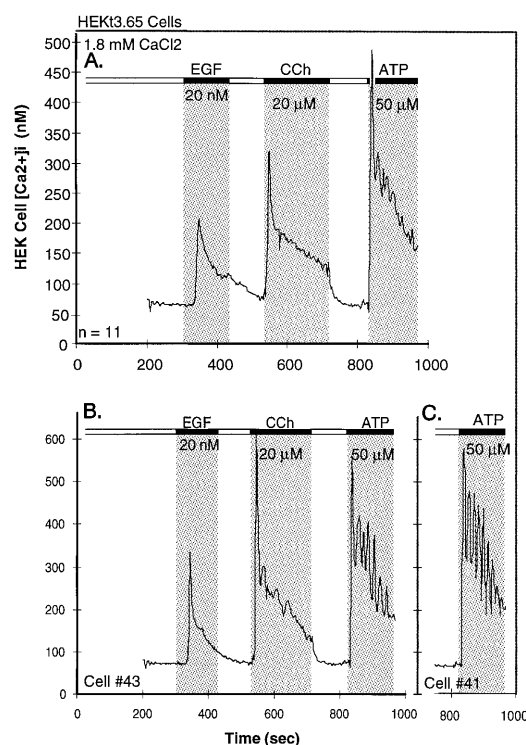 HEKt3.65 Cells
1.8 mM CaCl2
A.
EGF CCh ATP
20 nM 20 µM 50 µM
500
450
400
350
300
250
200
150
100
50
0
HEK Cell [Ca2+]i (nM)
n = 11
0 200 400 600 800 1000
B.
EGF CCh ATP
20 nM 20 µM 50 µM
600
500
400
300
200
100
0
Cell #43
0 200 400 600 800 1000
C.
ATP
50 µM
Cell #41
800 1000
Time (sec)